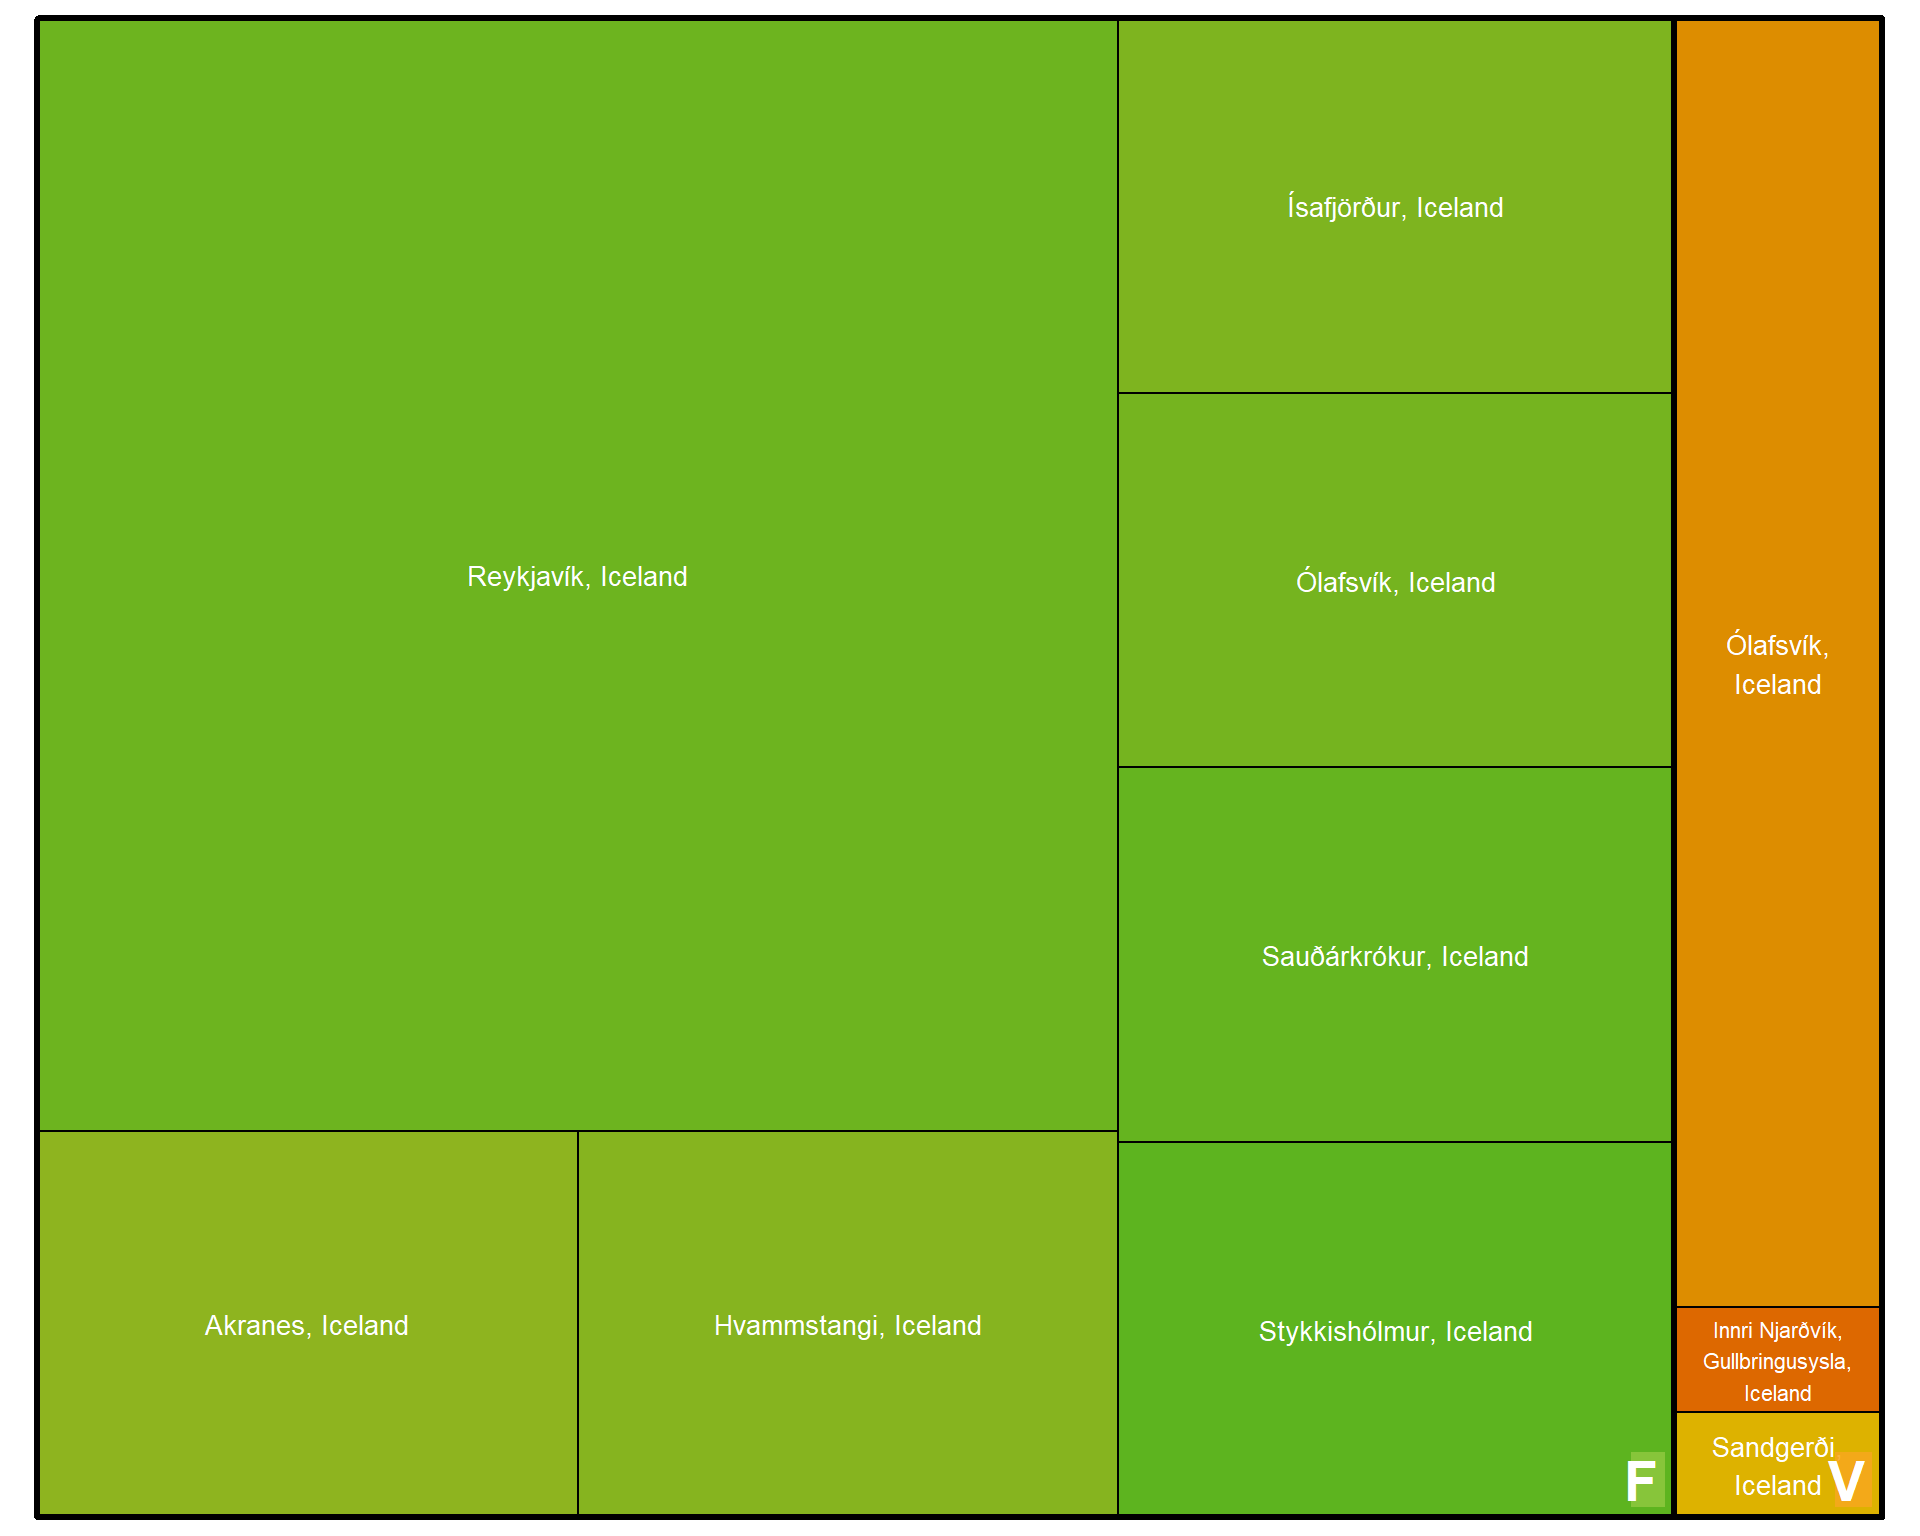 Reykjavík, Iceland
Akranes, Iceland
Hvammstangi, Iceland
Ísafjörður, Iceland
Ólafsvík, Iceland
Sauðárkrókur, Iceland
Stykkishólmur, Iceland
F
Ólafsvík,
Iceland
Innri Njarðvík,
Gullbringusysla,
Iceland
Sandgerði
Iceland
V